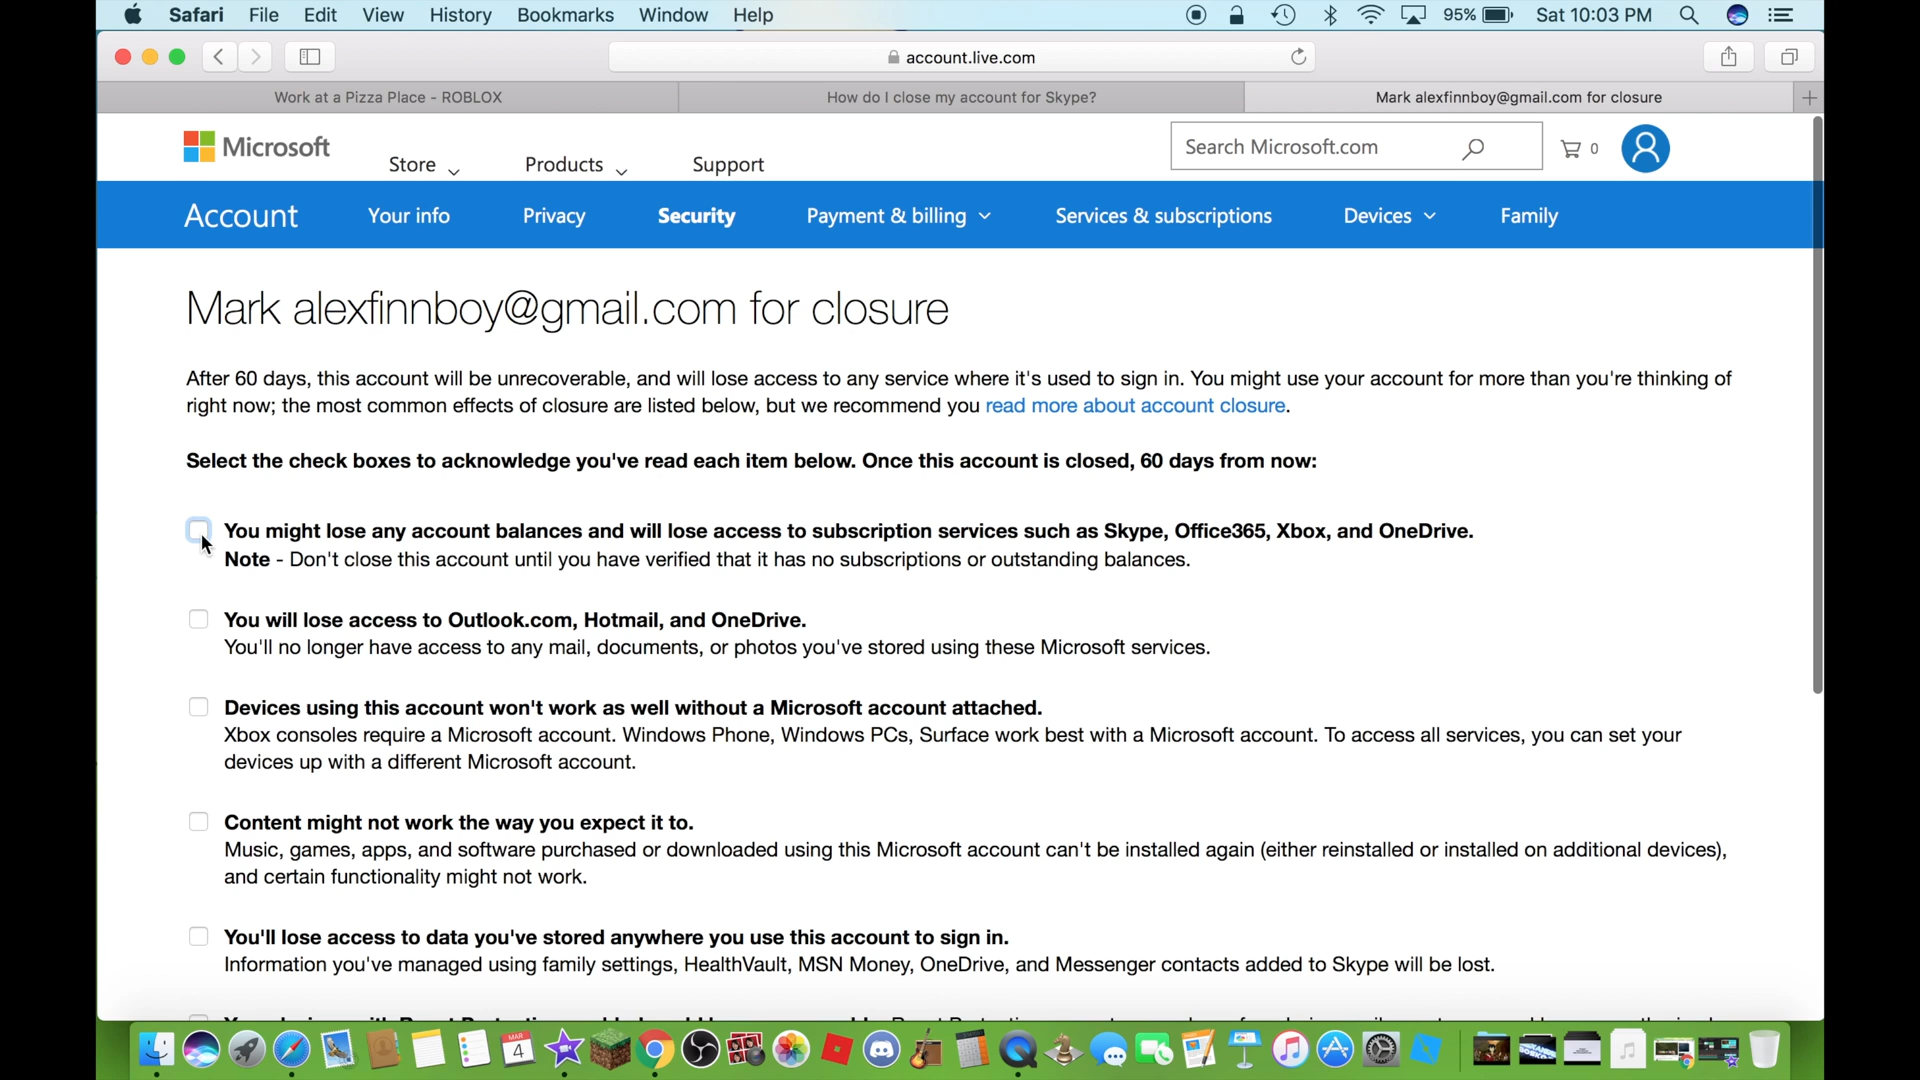 Safari File Edit View History Bookmarks Window Help 95% Sat 10:03 PM
account.live.com
Work at a Pizza Place - ROBLOX How do I close my account for Skype? Mark alexfinnboy@gmail.com for closure
Microsoft Store Products Support Search Microsoft.com 0
Account Your info Privacy Security Payment & billing Services & subscriptions Devices Family
Mark alexfinnboy@gmail.com for closure
After 60 days, this account will be unrecoverable, and will lose access to any service where it's used to sign in. You might use your account for more than you're thinking of
right now; the most common effects of closure are listed below, but we recommend you read more about account closure.
Select the check boxes to acknowledge you've read each item below. Once this account is closed, 60 days from now:
You might lose any account balances and will lose access to subscription services such as Skype, Office365, Xbox, and OneDrive.
Note - Don't close this account until you have verified that it has no subscriptions or outstanding balances.
You will lose access to Outlook.com, Hotmail, and OneDrive.
You'll no longer have access to any mail, documents, or photos you've stored using these Microsoft services.
Devices using this account won't work as well without a Microsoft account attached.
Xbox consoles require a Microsoft account. Windows Phone, Windows PCs, Surface work best with a Microsoft account. To access all services, you can set your
devices up with a different Microsoft account.
Content might not work the way you expect it to.
Music, games, apps, and software purchased or downloaded using this Microsoft account can't be installed again (either reinstalled or installed on additional devices),
and certain functionality might not work.
You'll lose access to data you've stored anywhere you use this account to sign in.
Information you've managed using family settings, HealthVault, MSN Money, OneDrive, and Messenger contacts added to Skype will be lost.
MAR
4